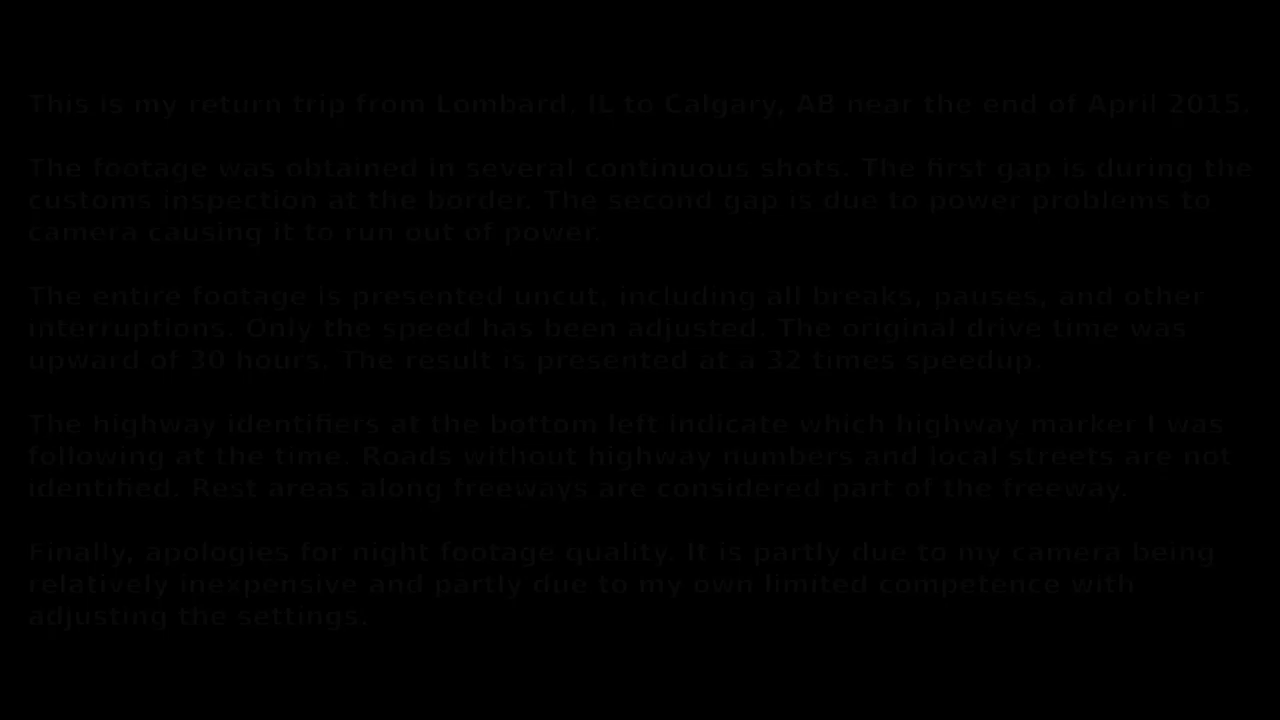 This is my return trip from Lombard, IL to Calgary, AB near the end of April 2015.
The footage was obtained in several continuous shots. The first gap is during the
customs inspection at the border. The second gap is due to power problems to
camera causing it to run out of power.
The entire footage is presented uncut, including all breaks, pauses, and other
interruptions. Only the speed has been adjusted. The original drive time was
upward of 30 hours. The result is presented at a 32 times speedup.
The highway identifiers at the bottom left indicate which highway marker I was
following at the time. Roads without highway numbers and local streets are not
identified. Rest areas along freeways are considered part of the freeway.
Finally, apologies for night footage quality. It is partly due to my camera being
relatively inexpensive and partly due to my own limited competence with
adjusting the settings.